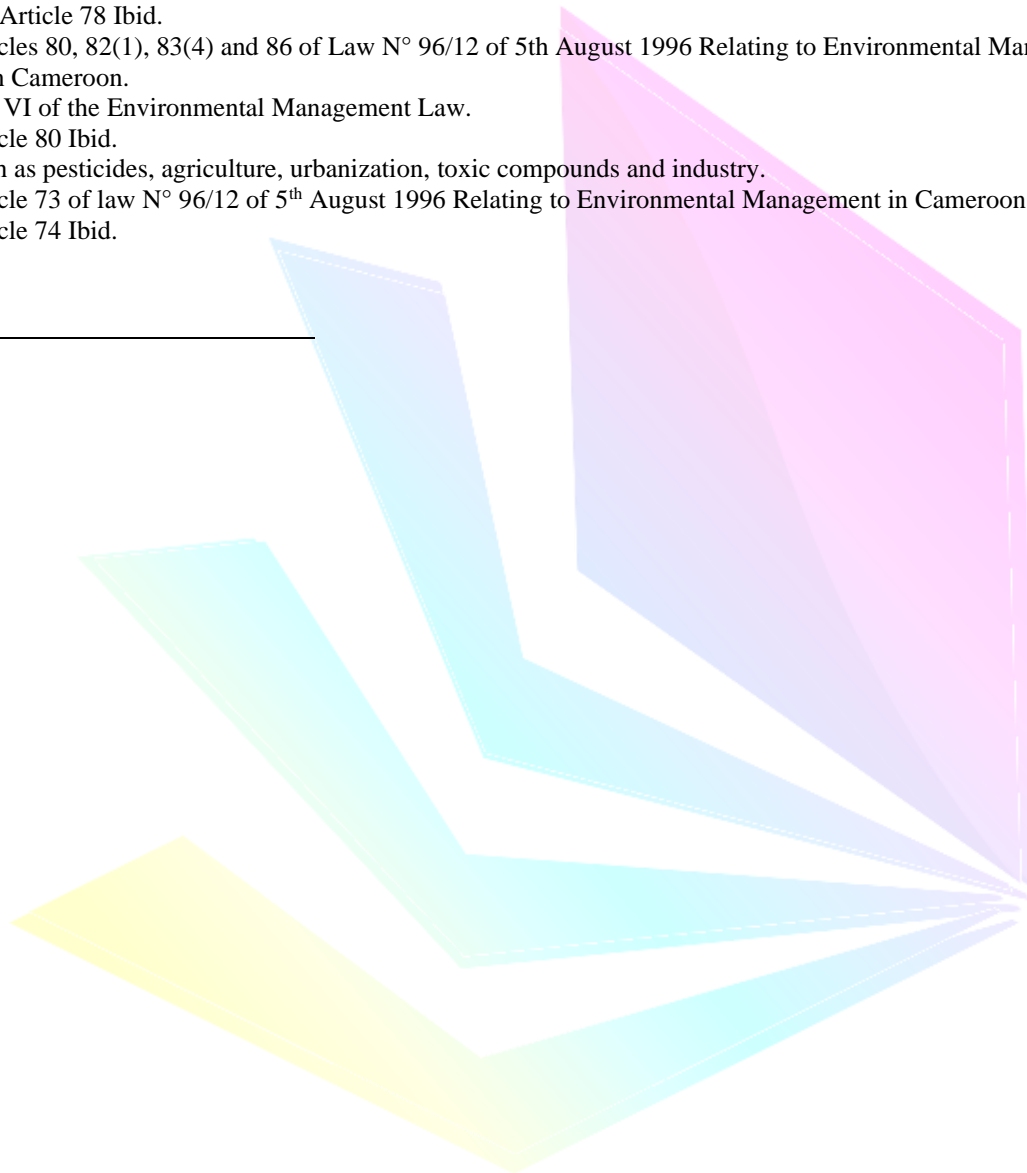 Article 78 Ibid.
cles 80, 82(1), 83(4) and 86 of Law N° 96/12 of 5th August 1996 Relating to Environmental Ma
n Cameroon.
VI of the Environmental Management Law.
cle 80 Ibid.
h as pesticides, agriculture, urbanization, toxic compounds and industry.
cle 73 of law N° 96/12 of 5th August 1996 Relating to Environmental Management in Cameroon
cle 74 Ibid.